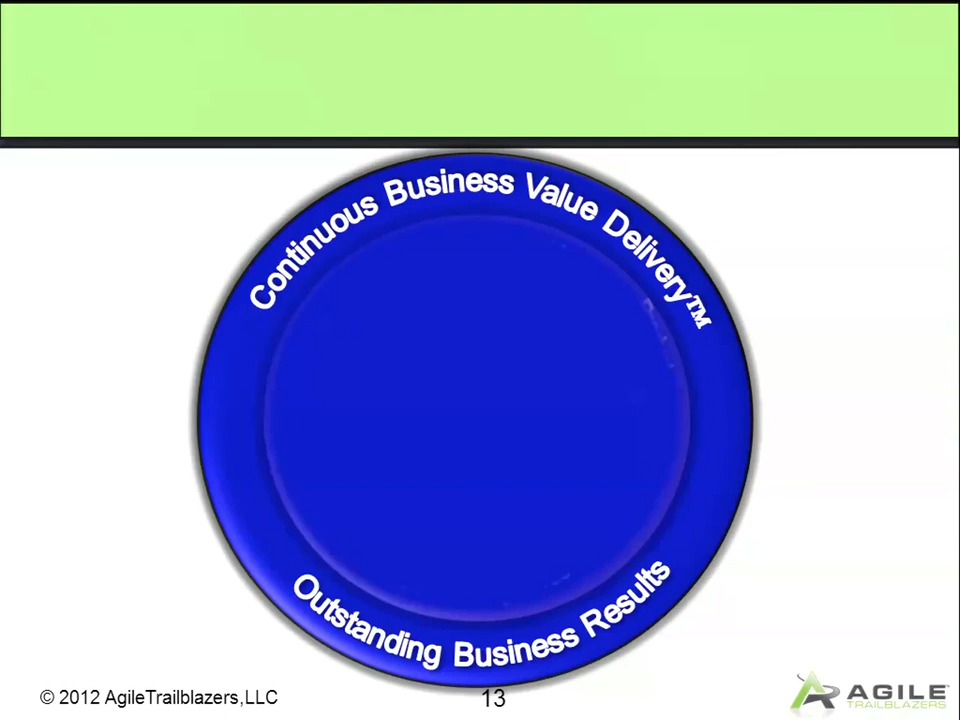 Continuous Business Value Delivery™
Outstanding Business Results
© 2012 AgileTrailblazers,LLC
13
AGILE
TRAILBLAZERS